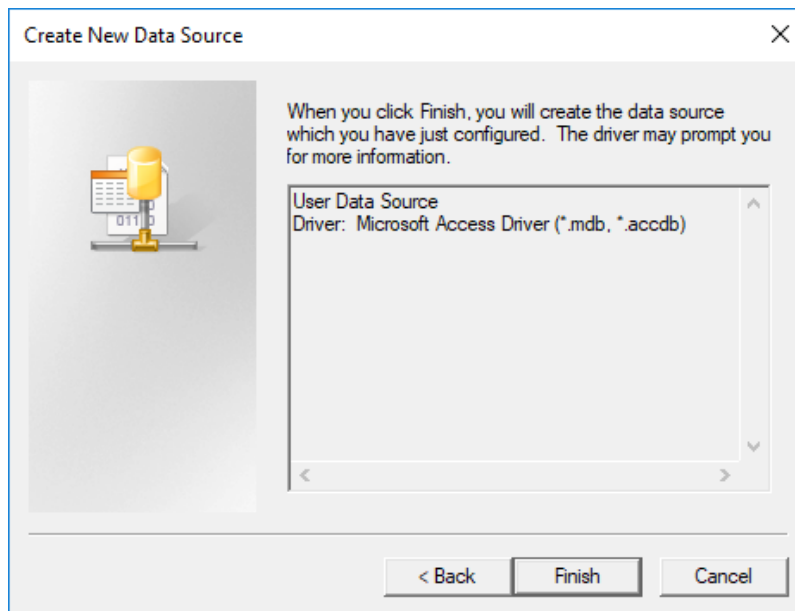 Create New Data Source
When you click Finish, you will create the data source
which you have just configured.  The driver may prompt you
for more information.
User Data Source
Driver:  Microsoft Access Driver (*.mdb, *.accdb)
< Back
Finish
Cancel